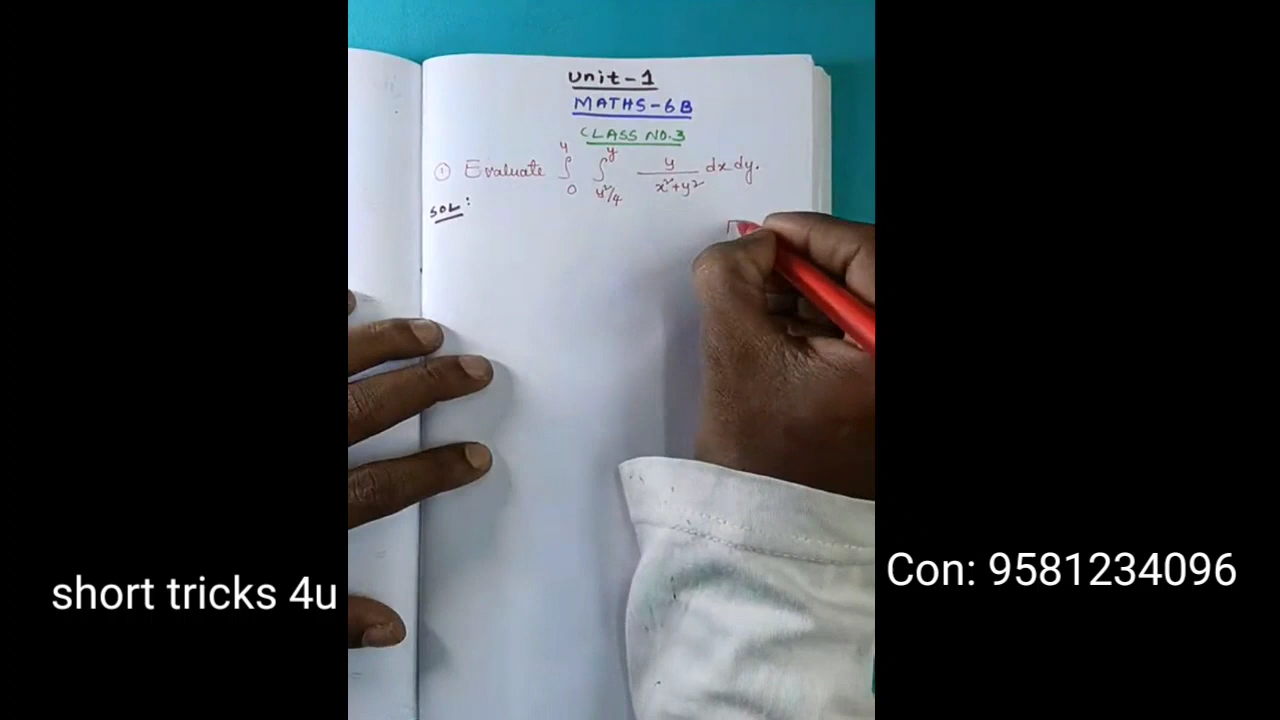 Unit-1
MATHS-6B
CLASS NO.3
① Evaluate ∫₀⁴ ∫_{y²/4}^{y} y/(x²+y²) dx dy.
SOL:
short tricks 4u
Con: 9581234096